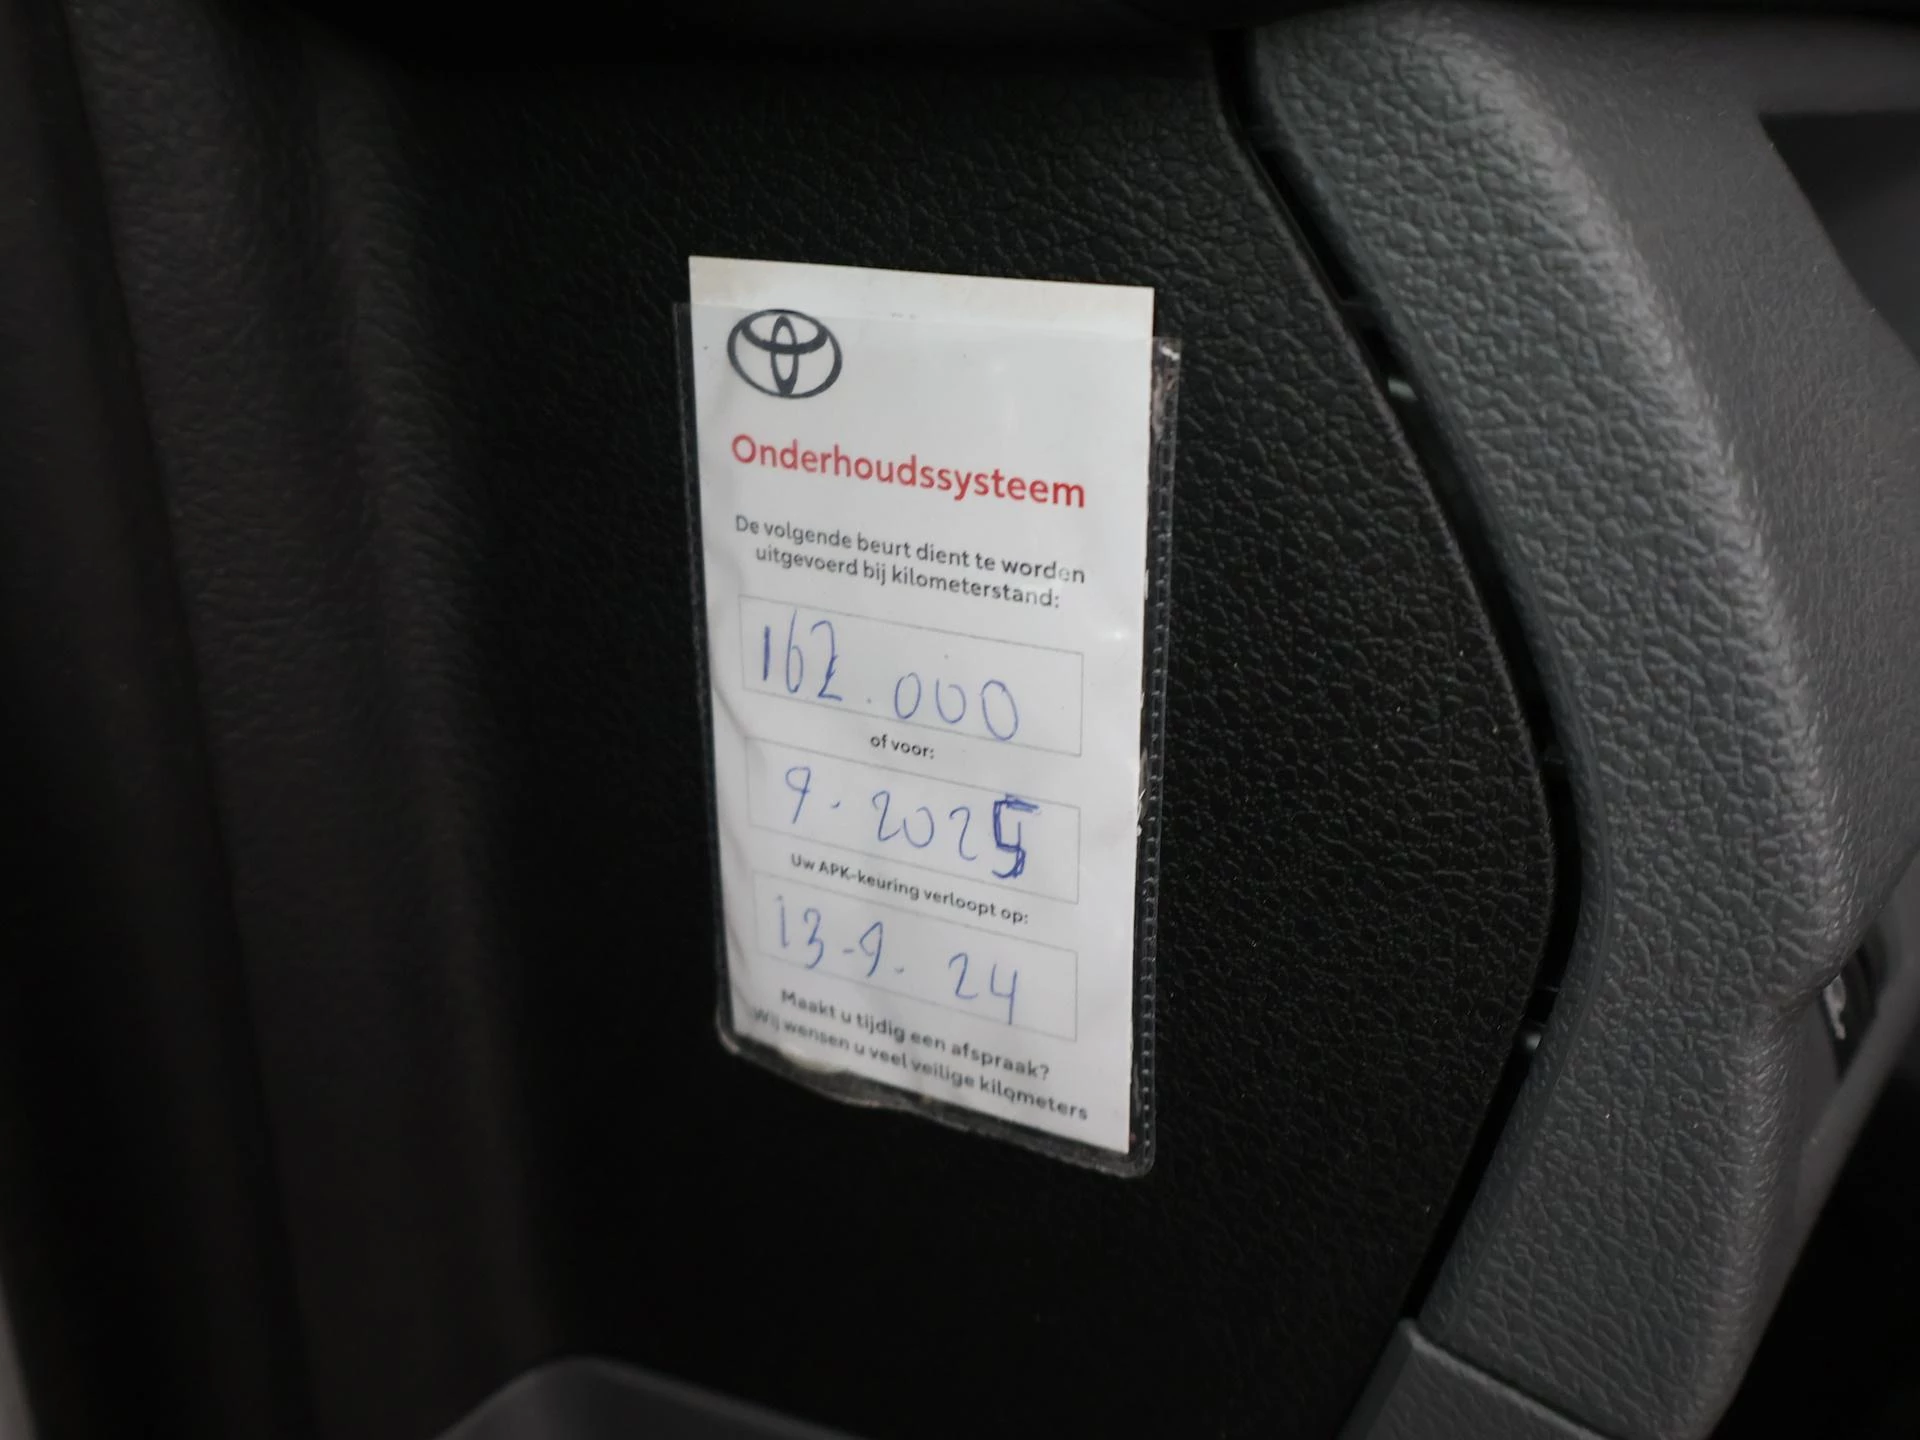 Onderhoudssysteem
De volgende beurt dient te worden
uitgevoerd bij kilometerstand:
162.000
of voor:
9.2025
Uw APK-keuring verloopt op:
13-9-24
Maakt u tijdig een afspraak?
Wij wensen u veel veilige kilometers